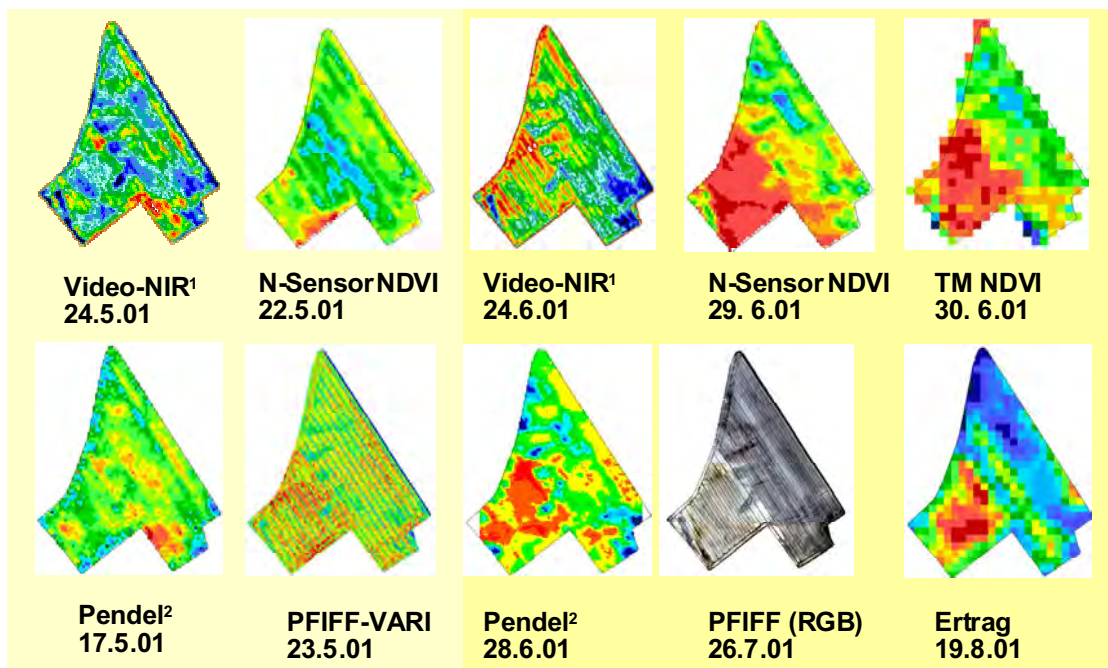 Video-NIR¹
24.5.01
N-Sensor NDVI
22.5.01
Video-NIR¹
24.6.01
N-Sensor NDVI
29. 6.01
TM NDVI
30. 6.01
Pendel²
17.5.01
PFIFF-VARI
23.5.01
Pendel²
28.6.01
PFIFF (RGB)
26.7.01
Ertrag
19.8.01